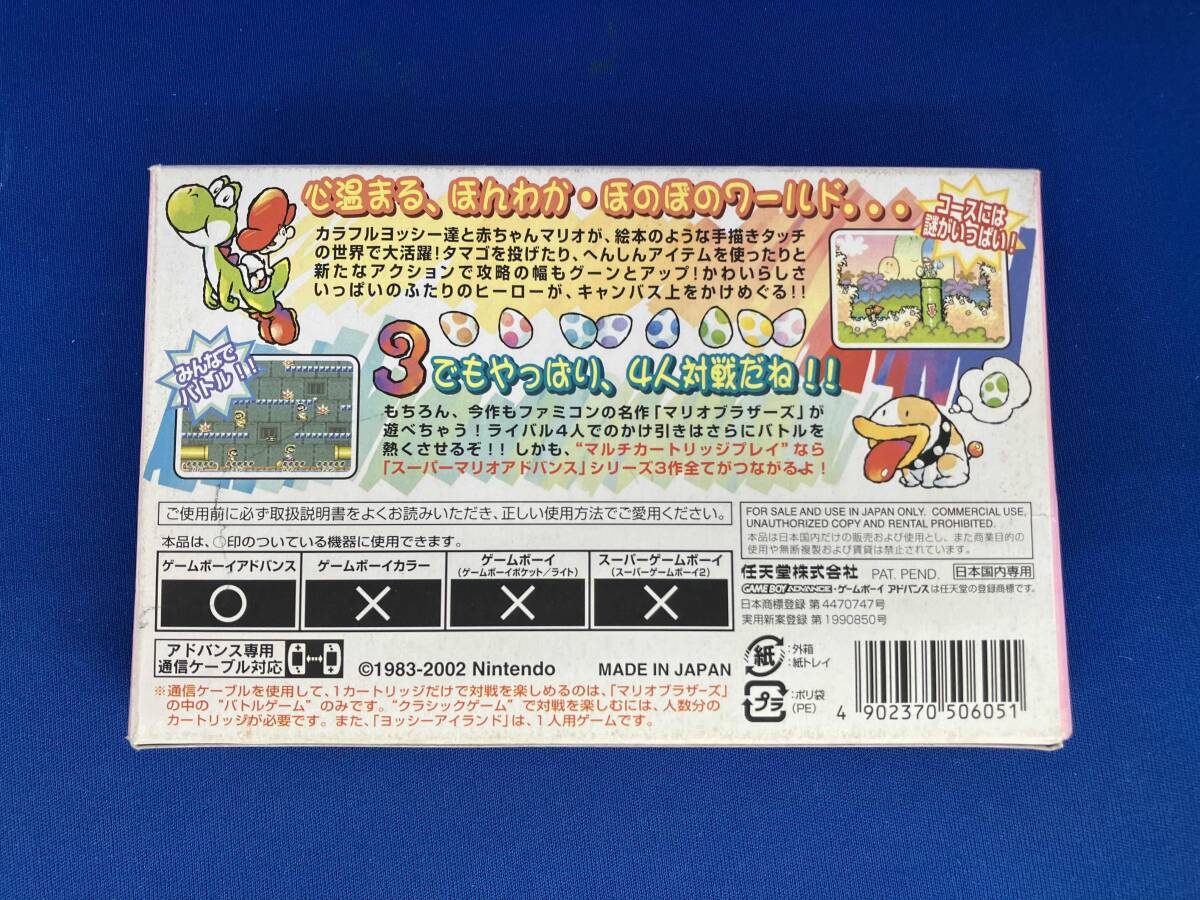 心温まる、ほんわか・ほのぼのワールド...
コースには
謎がいっぱい!
カラフルヨッシー達と赤ちゃんマリオが、絵本のような手描きタッチ
の世界で大活躍!タマゴを投げたり、へんしんアイテムを使ったりと
新たなアクションで攻略の幅もグーンとアップ!かわいらしさ
いっぱいのふたりのヒーローが、キャンバス上をかけめぐる!!
みんなで
バトル!!
3でもやっぱり、4人対戦だね!!
もちろん、今作もファミコンの名作「マリオブラザーズ」が
遊べちゃう!ライバル4人でのかけ引きはさらにバトルを
熱くさせるぞ!!しかも、“マルチカートリッジプレイ”なら
「スーパーマリオアドバンス」シリーズ3作全てがつながるよ!
ご使用前に必ず取扱説明書をよくお読みいただき、正しい使用方法でご愛用ください。
本品は、○印のついている機器に使用できます。
ゲームボーイアドバンス
ゲームボーイカラー
ゲームボーイ
(ゲームボーイポケット/ライト)
スーパーゲームボーイ
(スーパーゲームボーイ2)
○
×
×
×
FOR SALE AND USE IN JAPAN ONLY. COMMERCIAL USE,
UNAUTHORIZED COPY AND RENTAL PROHIBITED.
本品は日本国内だけの販売および使用とし、また商業目的の
使用や無断複製および賃貸は禁止します。
任天堂株式会社 PAT. PEND. 日本国内専用
GAME BOY ADVANCE・ゲームボーイ アドバンスは任天堂の登録商標です。
日本商標登録 第4470747号
実用新案登録 第1990850号
アドバンス専用
通信ケーブル対応
©1983-2002 Nintendo
MADE IN JAPAN
紙
:外箱
:紙トレイ
プラ
:ポリ袋
(PE)
4 902370 506051
※通信ケーブルを使用して、1カートリッジだけで対戦を楽しめるのは、「マリオブラザーズ」
の中の“バトルゲーム”のみです。“クラシックゲーム”で対戦を楽しむには、人数分の
カートリッジが必要です。また、「ヨッシーアイランド」は、1人用ゲームです。